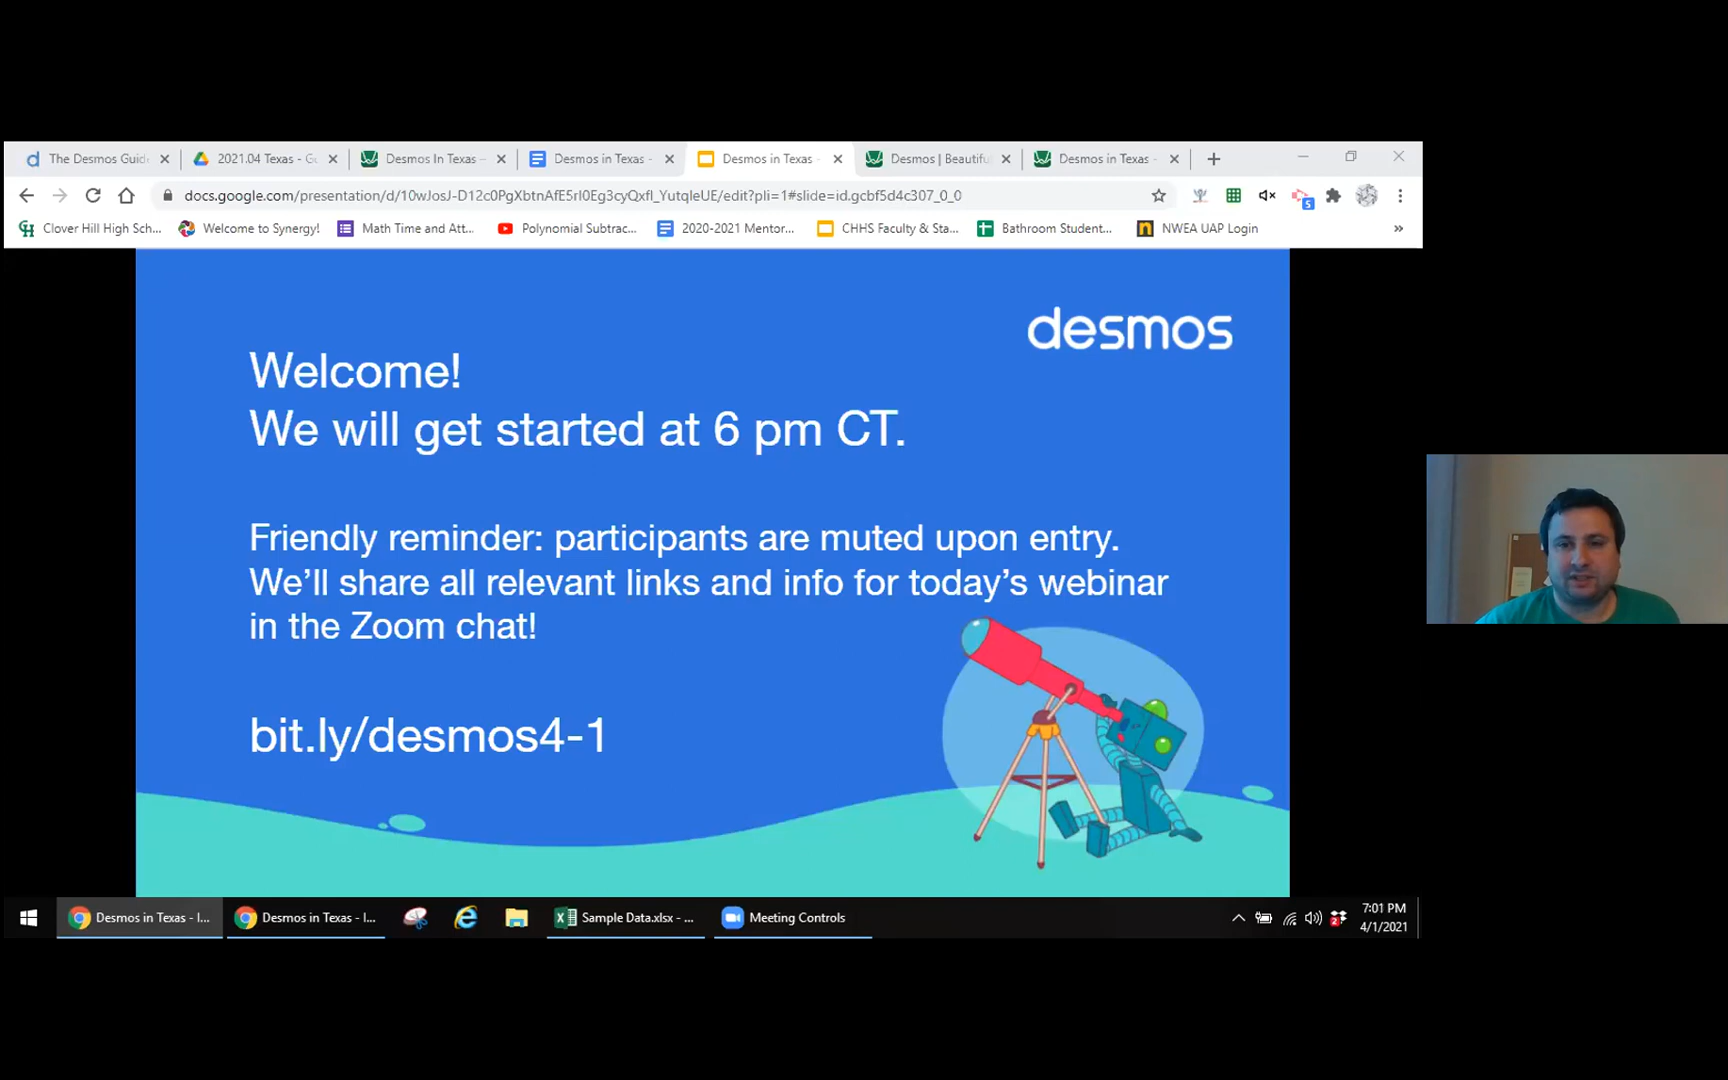 The Desmos Guid
2021.04 Texas - G
Desmos In Texas –
Desmos in Texas -
Desmos in Texas -
Desmos | Beautifu
Desmos in Texas -
docs.google.com/presentation/d/10wJosJ-D12c0PgXbtnAfE5rl0Eg3cyQxfl_YutqleUE/edit?pli=1#slide=id.gcbf5d4c307_0_0
5
Clover Hill High Sch...
Welcome to Synergy!
Math Time and Att...
Polynomial Subtrac...
2020-2021 Mentor...
CHHS Faculty & Sta...
Bathroom Student...
NWEA UAP Login
»
desmos
Welcome!
We will get started at 6 pm CT.
Friendly reminder: participants are muted upon entry.
We’ll share all relevant links and info for today’s webinar
in the Zoom chat!
bit.ly/desmos4-1
Desmos in Texas - I...
Desmos in Texas - I...
Sample Data.xlsx - ...
Meeting Controls
7:01 PM
4/1/2021